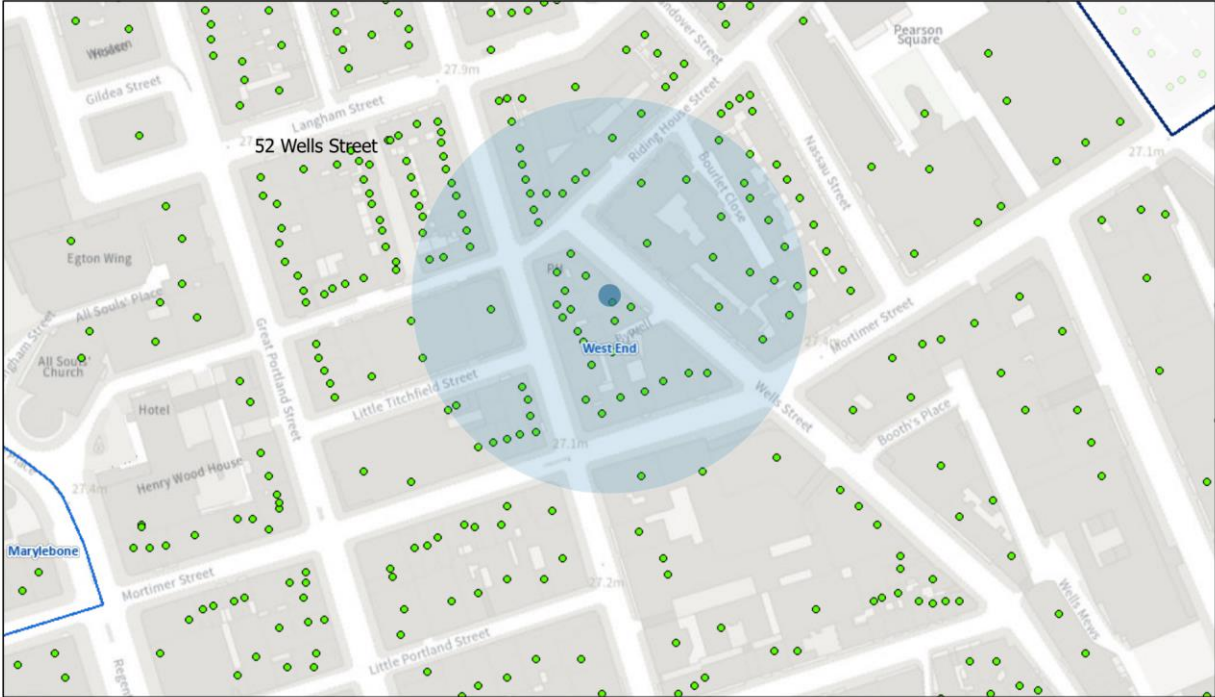 Pearson
Square
27.9m
Gildea Street
Langham Street
52 Wells Street
Riding House Street
Bourlet Close
Nassau Street
27.1m
Egton Wing
All Souls' Place
Mortimer Street
All Souls'
Church
Great Portland Street
West End
Little Titchfield Street
Wells Street
Hotel
Booth's Place
27.1m
Henry Wood House
27.4m
Marylebone
Mortimer Street
27.2m
Wells Mews
Little Portland Street